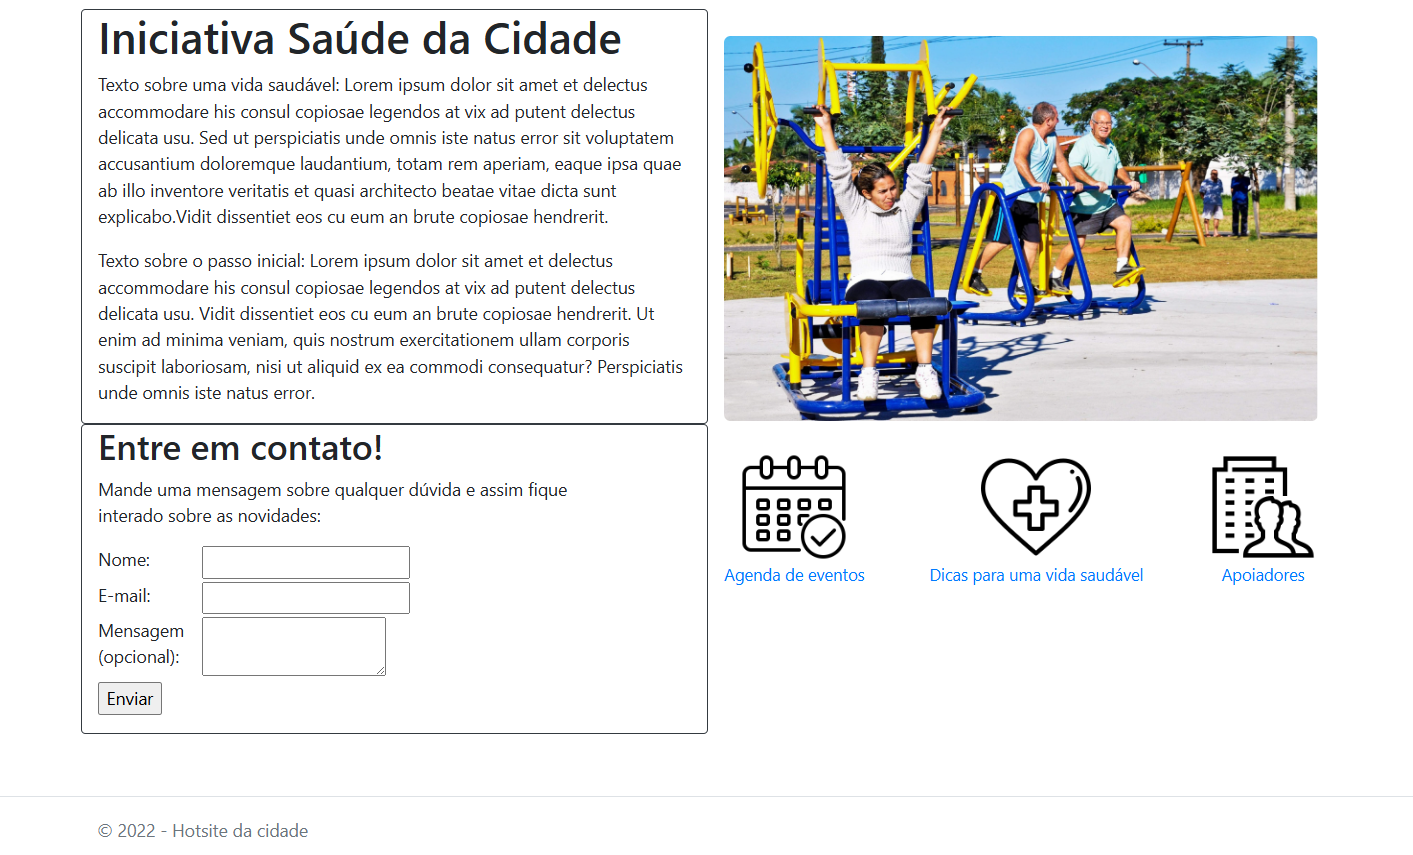 Iniciativa Saúde da Cidade
Texto sobre uma vida saudável: Lorem ipsum dolor sit amet et delectus
accommodare his consul copiosae legendos at vix ad putent delectus
delicata usu. Sed ut perspiciatis unde omnis iste natus error sit voluptatem
accusantium doloremque laudantium, totam rem aperiam, eaque ipsa quae
ab illo inventore veritatis et quasi architecto beatae vitae dicta sunt
explicabo.Vidit dissentiet eos cu eum an brute copiosae hendrerit.
Texto sobre o passo inicial: Lorem ipsum dolor sit amet et delectus
accommodare his consul copiosae legendos at vix ad putent delectus
delicata usu. Vidit dissentiet eos cu eum an brute copiosae hendrerit. Ut
enim ad minima veniam, quis nostrum exercitationem ullam corporis
suscipit laboriosam, nisi ut aliquid ex ea commodi consequatur? Perspiciatis
unde omnis iste natus error.
Entre em contato!
Mande uma mensagem sobre qualquer dúvida e assim fique
interado sobre as novidades:
Nome:
E-mail:
Mensagem
(opcional):
Enviar
Agenda de eventos
Dicas para uma vida saudável
Apoiadores
© 2022 - Hotsite da cidade